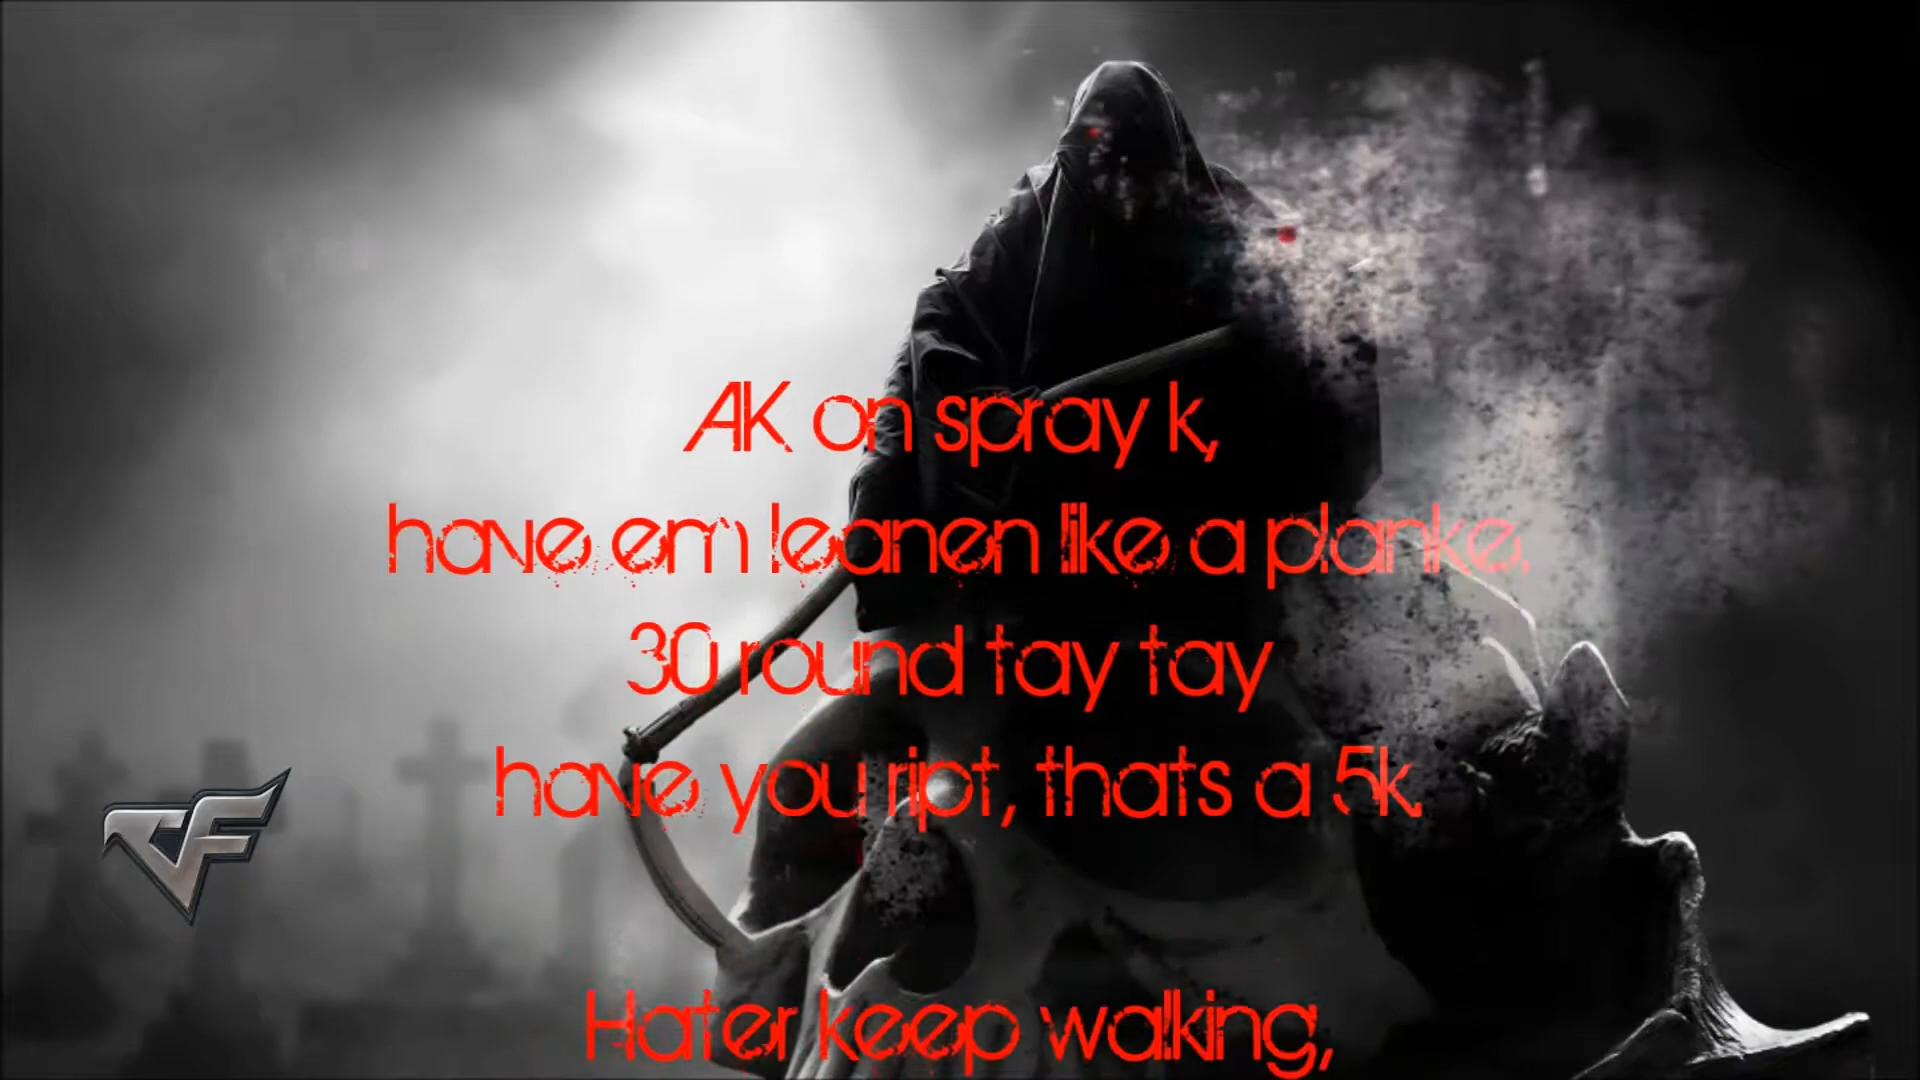 AK on spray k,
have em leanen like a planke.
30 round tay tay
have you ript, thats a 5k.
Hater keep walking,
CF